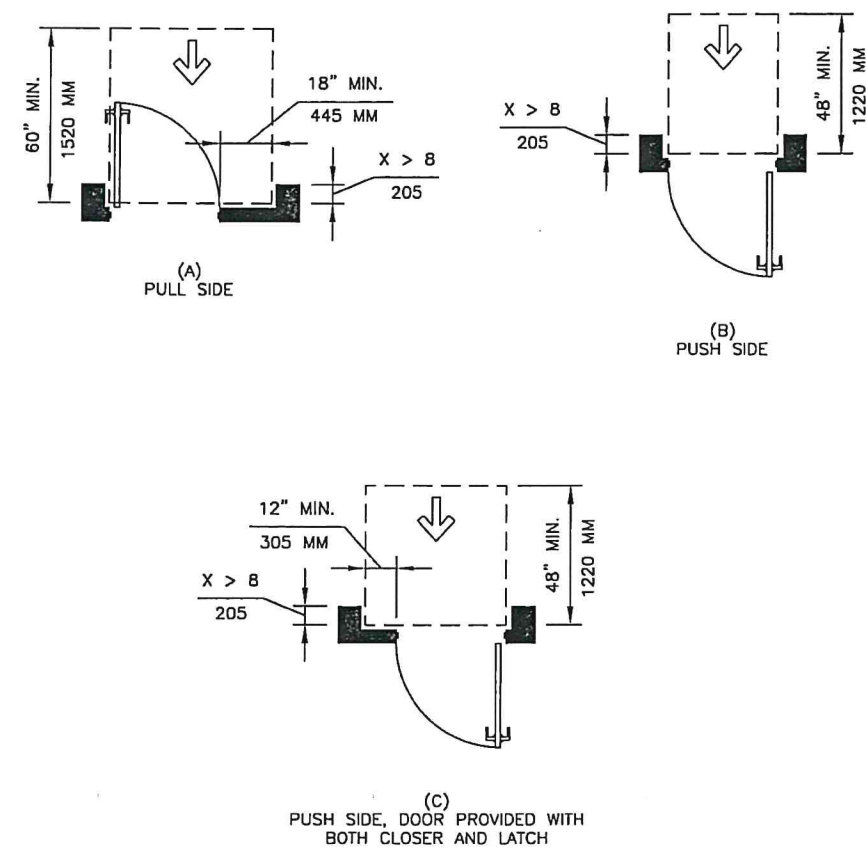 60" MIN.
1520 MM
18" MIN.
445 MM
X > 8
205
(A)
PULL SIDE
X > 8
205
48" MIN.
1220 MM
(B)
PUSH SIDE
12" MIN.
305 MM
X > 8
205
48" MIN.
1220 MM
(C)
PUSH SIDE, DOOR PROVIDED WITH
BOTH CLOSER AND LATCH